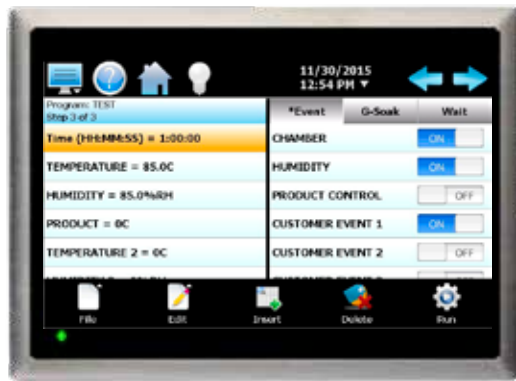 11/30/2015
12:54 PM ▼
Program: TEST
Step 3 of 3
*Event G-Soak Wait
Time (HH:MM:SS) = 1:00:00
CHAMBER ON
TEMPERATURE = 85.0C
HUMIDITY ON
HUMIDITY = 85.0%RH
PRODUCT CONTROL OFF
PRODUCT = 0C
CUSTOMER EVENT 1 ON
TEMPERATURE 2 = 0C
CUSTOMER EVENT 2 OFF
File Edit Insert Delete Run